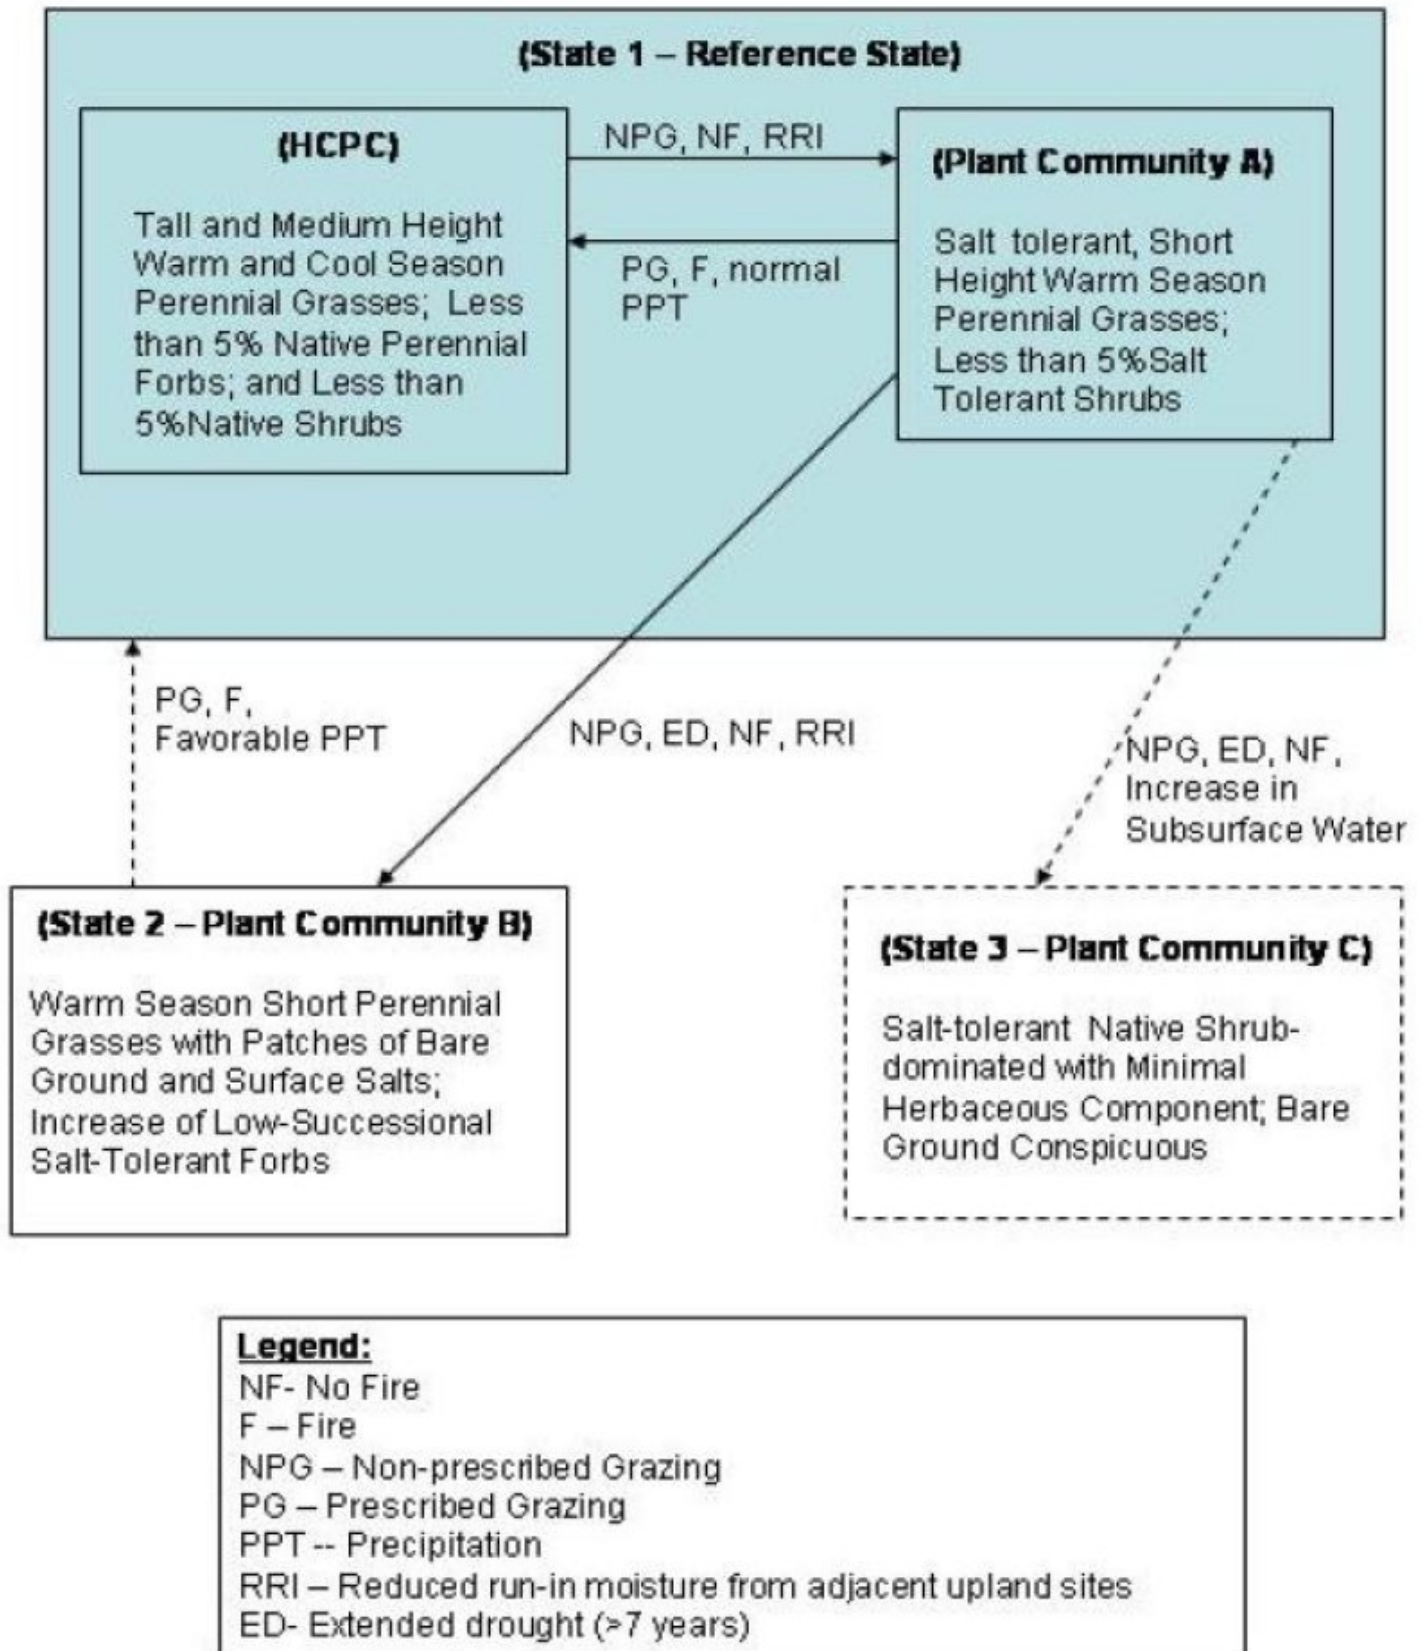 (State 1 – Reference State)
(HCPC)
Tall and Medium Height
Warm and Cool Season
Perennial Grasses; Less
than 5% Native Perennial
Forbs; and Less than
5%Native Shrubs
NPG, NF, RRI
PG, F, normal
PPT
(Plant Community A)
Salt tolerant, Short
Height Warm Season
Perennial Grasses;
Less than 5%Salt
Tolerant Shrubs
PG, F,
Favorable PPT
NPG, ED, NF, RRI
NPG, ED, NF,
Increase in
Subsurface Water
(State 2 – Plant Community B)
Warm Season Short Perennial
Grasses with Patches of Bare
Ground and Surface Salts;
Increase of Low-Successional
Salt-Tolerant Forbs
(State 3 – Plant Community C)
Salt-tolerant Native Shrub-
dominated with Minimal
Herbaceous Component; Bare
Ground Conspicuous
Legend:
NF- No Fire
F – Fire
NPG – Non-prescribed Grazing
PG – Prescribed Grazing
PPT -- Precipitation
RRI – Reduced run-in moisture from adjacent upland sites
ED- Extended drought (>7 years)